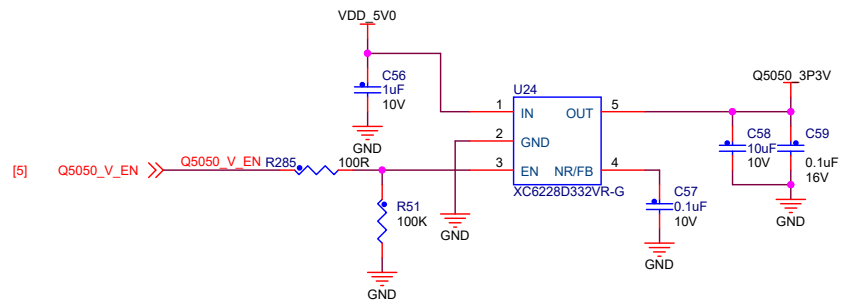 VDD_5V0
C56
1uF
10V
GND
U24
1 IN OUT 5
2 GND
3 EN NR/FB 4
XC6228D332VR-G
Q5050_3P3V
C58
10uF
10V
C59
0.1uF
16V
GND
[5] Q5050_V_EN Q5050_V_EN R285 100R
R51
100K
GND
GND
C57
0.1uF
10V
GND